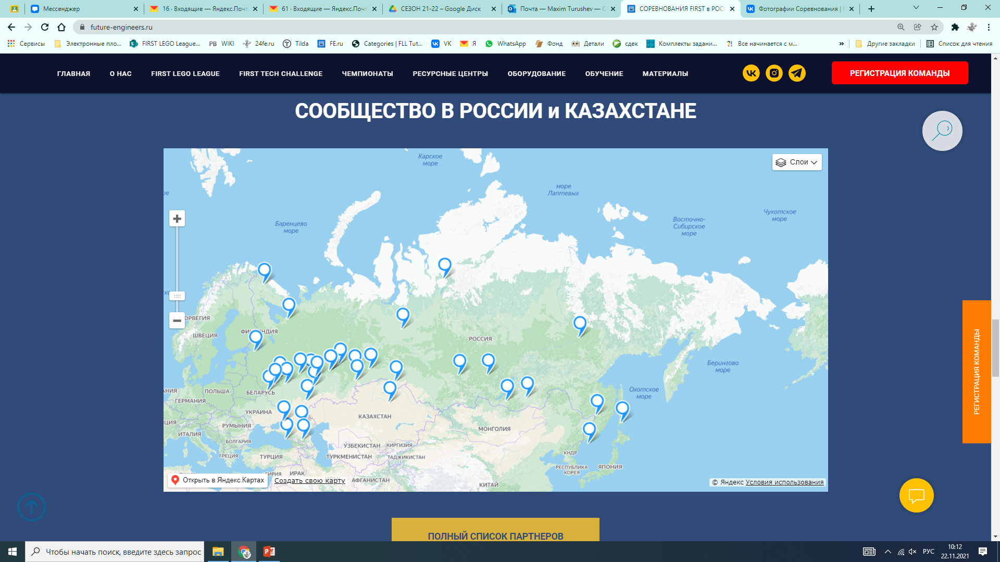 Мессенджер
16 · Входящие — Яндекс.Почт
61 · Входящие — Яндекс.Почт
СЕЗОН 21-22 – Google Диск
Почта — Maxim Turushev — O
СОРЕВНОВАНИЯ FIRST в РОСС
Фотографии Соревнования | F
future-engineers.ru
Сервисы
Электронные пло...
FIRST LEGO League...
PB WIKI
24fe.ru
Tilda
FE.ru
Categories | FLL Tut...
VK
Я
WhatsApp
Фонд
Детали
сдек
Комплекты задани...
?! Все начинается с м...
»
Другие закладки
Список для чтения
ГЛАВНАЯ
О НАС
FIRST LEGO LEAGUE
FIRST TECH CHALLENGE
ЧЕМПИОНАТЫ
РЕСУРСНЫЕ ЦЕНТРЫ
ОБОРУДОВАНИЕ
ОБУЧЕНИЕ
МАТЕРИАЛЫ
РЕГИСТРАЦИЯ КОМАНДЫ
СООБЩЕСТВО В РОССИИ и КАЗАХСТАНЕ
Слои
Карское
море
море
Лаптевых
Чукотское
море
Восточно-
Сибирское
море
Баренцево
море
ОРВЕГИЯ
ШВЕЦИЯ
РОССИЯ
Берингово
море
Охотское
море
ПОЛЬША
БЕЛАРУСЬ
ГЕРМАНИЯ
УКРАИНА
КАЗАХСТАН
РУМЫНИЯ
МОНГОЛИЯ
ИТАЛИЯ
БОЛГАРИЯ
УЗБЕКИСТАН
КИРГИЗИЯ
ГРЕЦИЯ
ТУРЦИЯ
ТУРКМЕНИСТАН
ТАДЖИКИСТАН
КНДР
РЕСПУБЛИКА
КОРЕЯ
ЯПОНИЯ
ИРАК
АФГАНИСТАН
КИТАЙ
Открыть в Яндекс.Картах
Создать свою карту
© Яндекс Условия использования
РЕГИСТРАЦИЯ КОМАНДЫ
ПОЛНЫЙ СПИСОК ПАРТНЕРОВ
Чтобы начать поиск, введите здесь запрос
РУС
10:12
22.11.2021